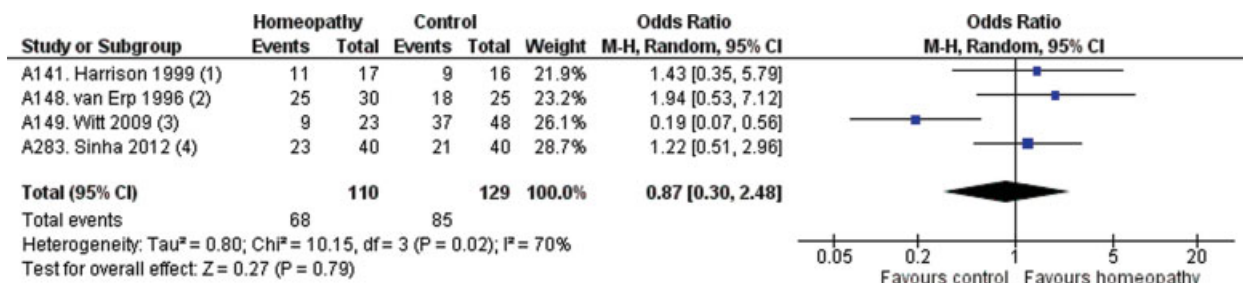 Homeopathy Control Odds Ratio Odds Ratio
Study or Subgroup Events Total Events Total Weight M-H, Random, 95% CI M-H, Random, 95% CI
A141. Harrison 1999 (1) 11 17 9 16 21.9% 1.43 [0.35, 5.79]
A148. van Erp 1996 (2) 25 30 18 25 23.2% 1.94 [0.53, 7.12]
A149. Witt 2009 (3) 9 23 37 48 26.1% 0.19 [0.07, 0.56]
A283. Sinha 2012 (4) 23 40 21 40 28.7% 1.22 [0.51, 2.96]
Total (95% CI) 110 129 100.0% 0.87 [0.30, 2.48]
Total events 68 85
Heterogeneity: Tau² = 0.80; Chi² = 10.15, df = 3 (P = 0.02); I² = 70%
Test for overall effect: Z = 0.27 (P = 0.79)
0.05 0.2 1 5 20
Favours control Favours homeopathy